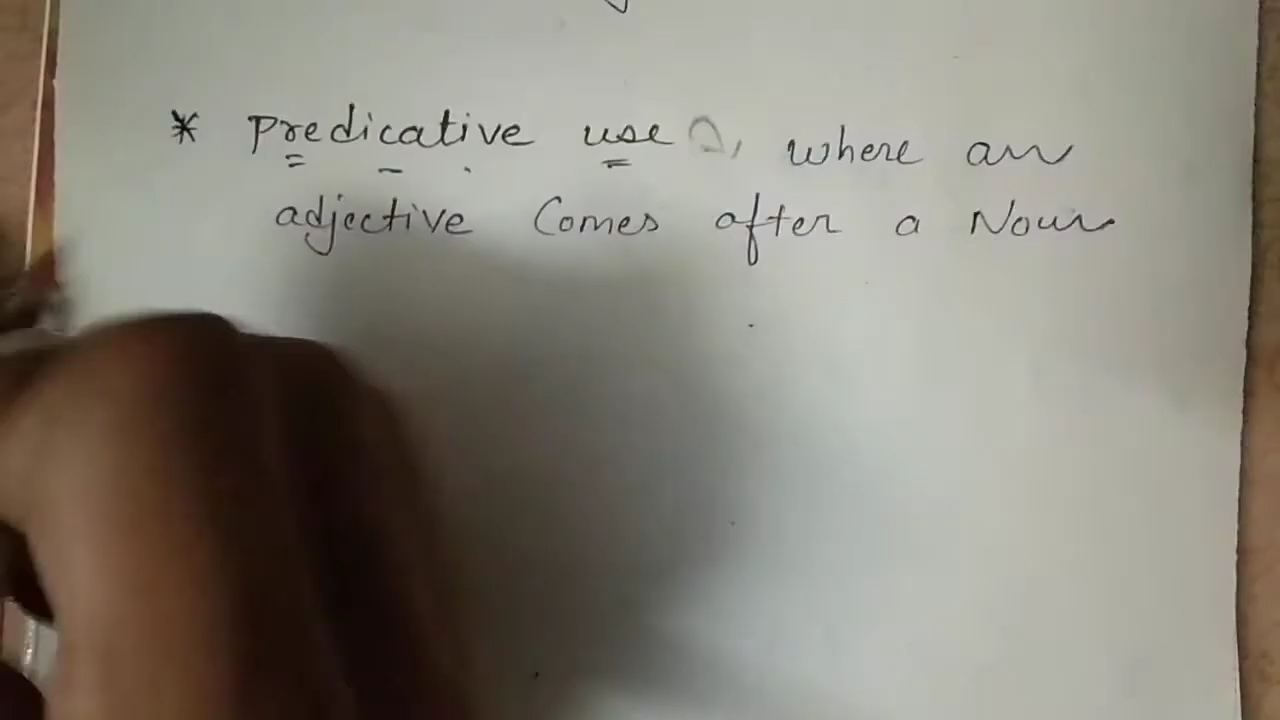 * Predicative use, where an
adjective Comes after a Noun